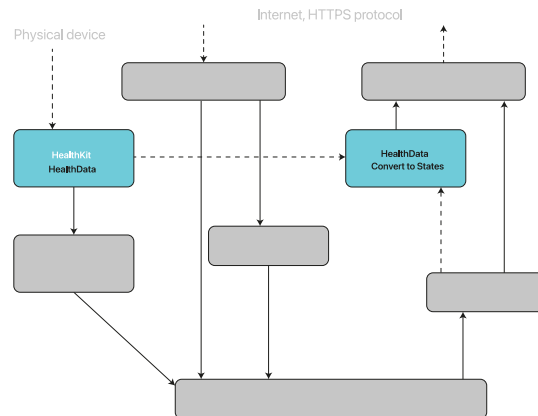 Internet, HTTPS protocol
Physical device
HealthKit
HealthData
HealthData
Convert to States